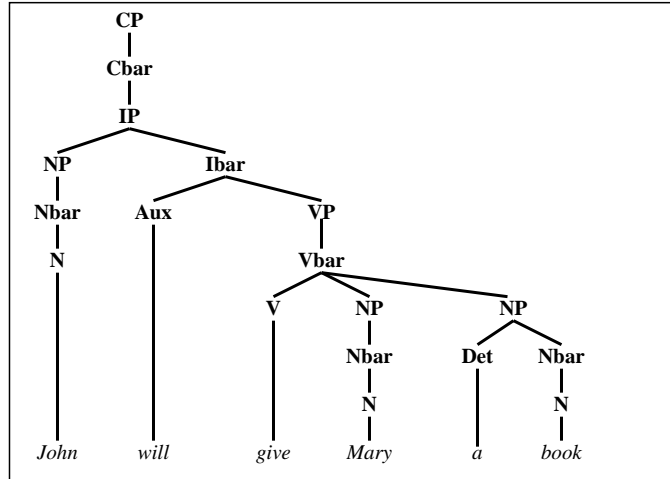 CP
Cbar
IP
NP Ibar
Nbar Aux VP
N Vbar
V NP NP
Nbar Det Nbar
N N
John will give Mary a book